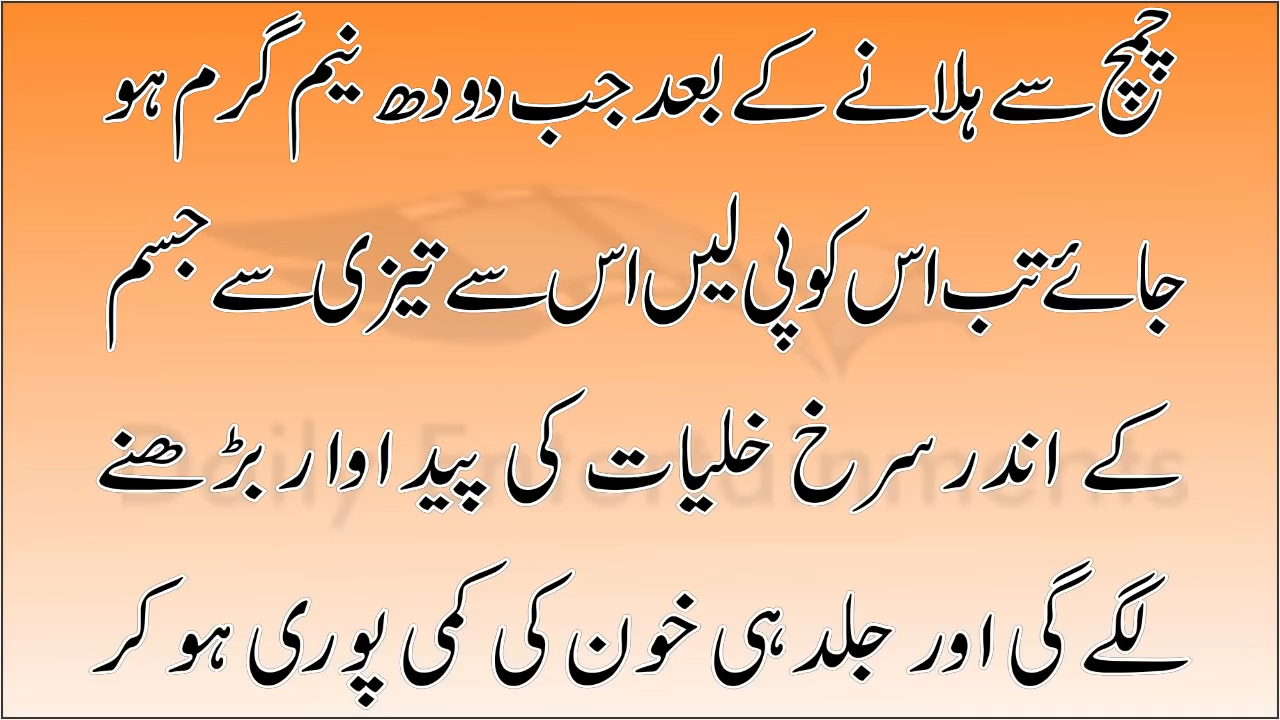 چمچ سے ہلانے کے بعد جب دودھ نیم گرم ہو
جائے تب اس کو پی لیں اس سے تیزی سے جسم
کے اندر سرخ خلیات کی پیداوار بڑھنے
Daily Entertainments
لگے گی اور جلد ہی خون کی کمی پوری ہو کر